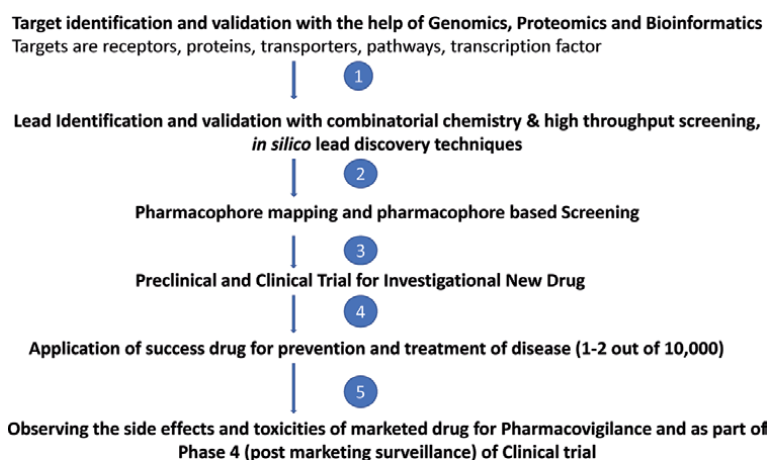 Target identification and validation with the help of Genomics, Proteomics and Bioinformatics
Targets are receptors, proteins, transporters, pathways, transcription factor
1
Lead Identification and validation with combinatorial chemistry & high throughput screening,
in silico lead discovery techniques
2
Pharmacophore mapping and pharmacophore based Screening
3
Preclinical and Clinical Trial for Investigational New Drug
4
Application of success drug for prevention and treatment of disease (1-2 out of 10,000)
5
Observing the side effects and toxicities of marketed drug for Pharmacovigilance and as part of
Phase 4 (post marketing surveillance) of Clinical trial